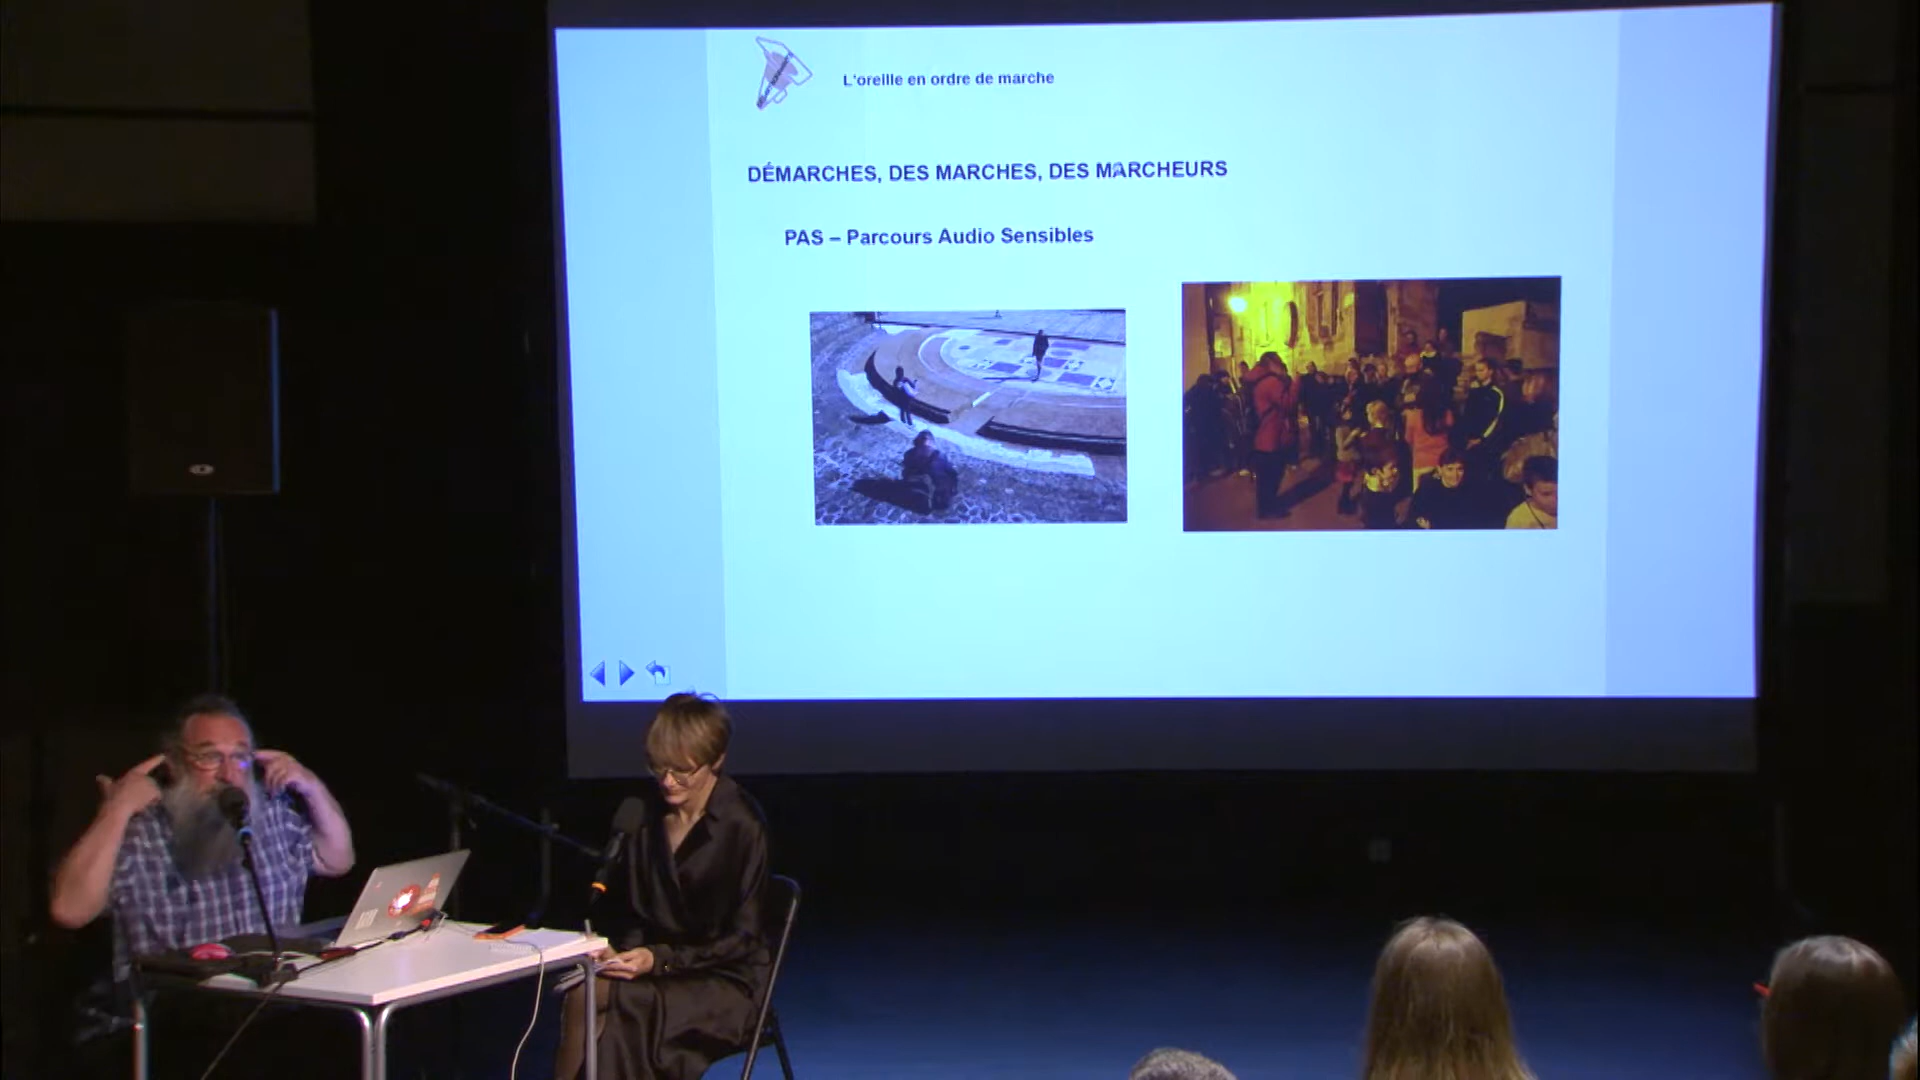 L'oreille en ordre de marche
DÉMARCHES, DES MARCHES, DES MARCHEURS
PAS – Parcours Audio Sensibles